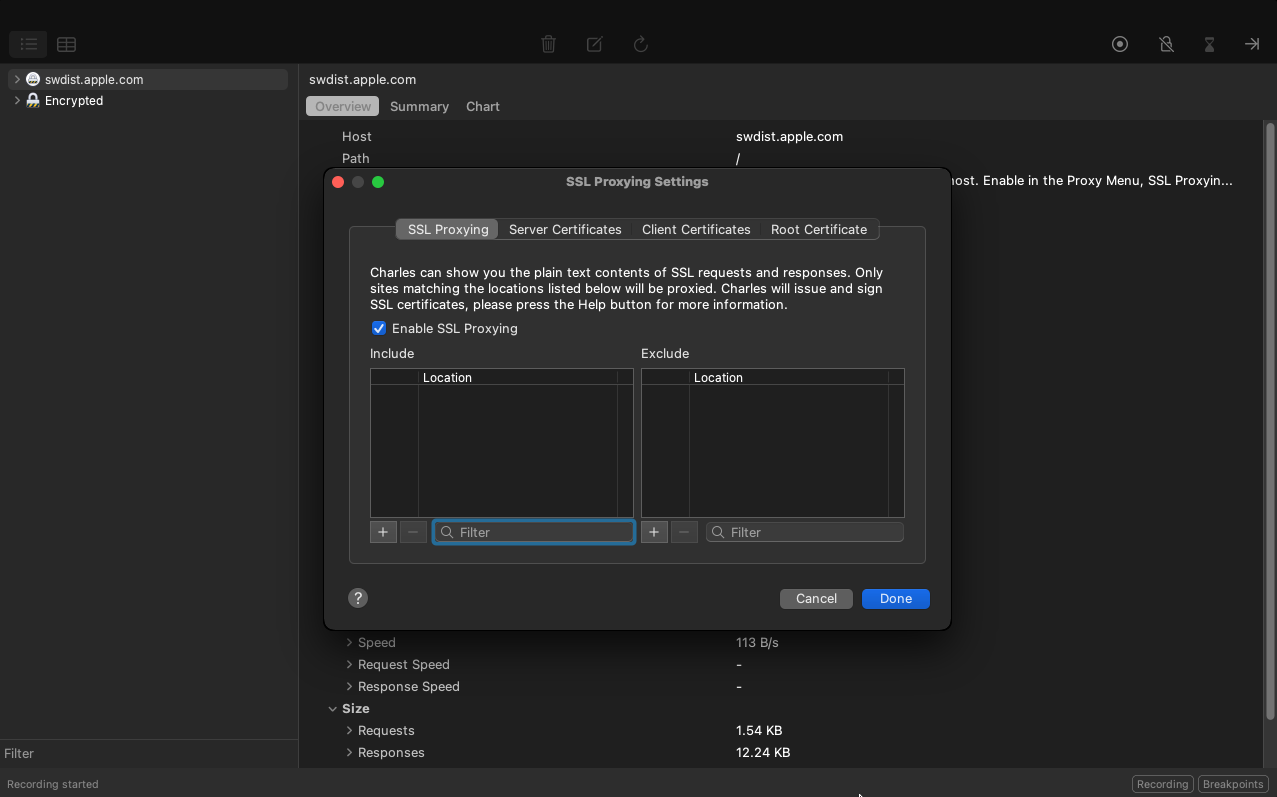 swdist.apple.com
Encrypted
swdist.apple.com
Overview Summary Chart
Host swdist.apple.com
Path /
host. Enable in the Proxy Menu, SSL Proxyin...
SSL Proxying Settings
SSL Proxying Server Certificates Client Certificates Root Certificate
Charles can show you the plain text contents of SSL requests and responses. Only
sites matching the locations listed below will be proxied. Charles will issue and sign
SSL certificates, please press the Help button for more information.
Enable SSL Proxying
Include Exclude
Location Location
+ − Filter + − Filter
? Cancel Done
Speed 113 B/s
Request Speed -
Response Speed -
Size
Requests 1.54 KB
Responses 12.24 KB
Filter
Recording started Recording Breakpoints